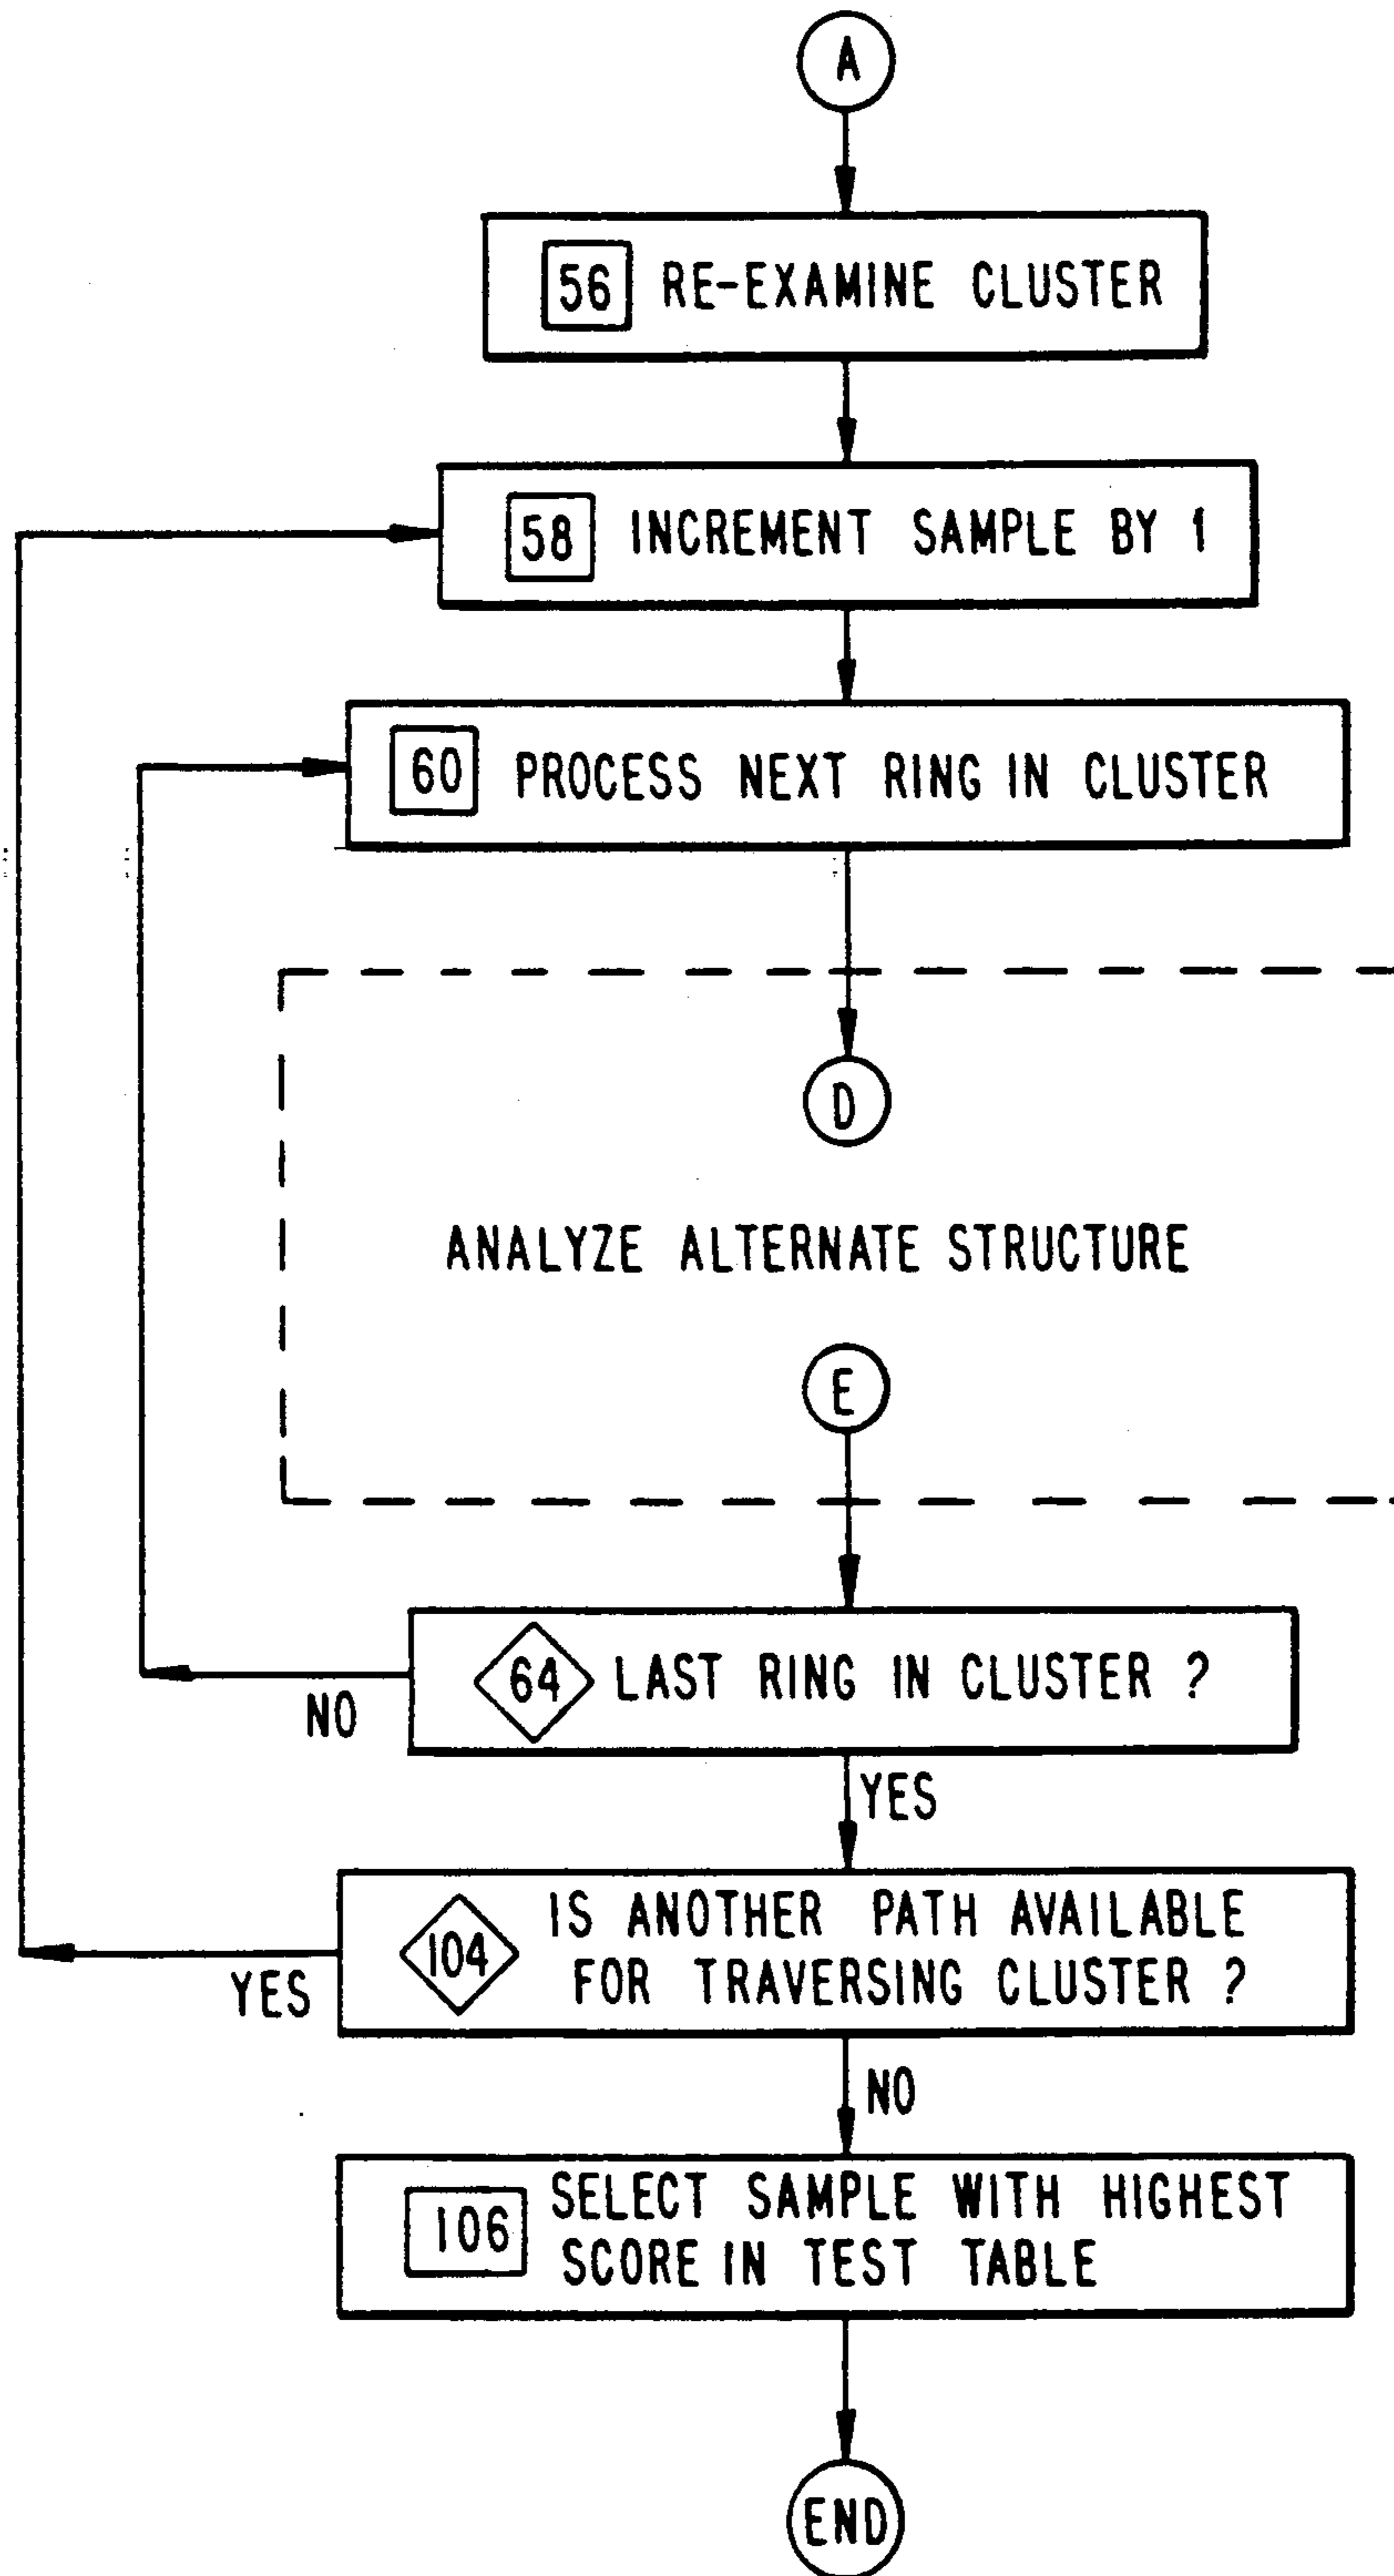 A
56 RE-EXAMINE CLUSTER
58 INCREMENT SAMPLE BY 1
60 PROCESS NEXT RING IN CLUSTER
D
ANALYZE ALTERNATE STRUCTURE
E
64 LAST RING IN CLUSTER ?
NO
YES
104 IS ANOTHER PATH AVAILABLE
FOR TRAVERSING CLUSTER ?
YES
NO
106 SELECT SAMPLE WITH HIGHEST
SCORE IN TEST TABLE
END